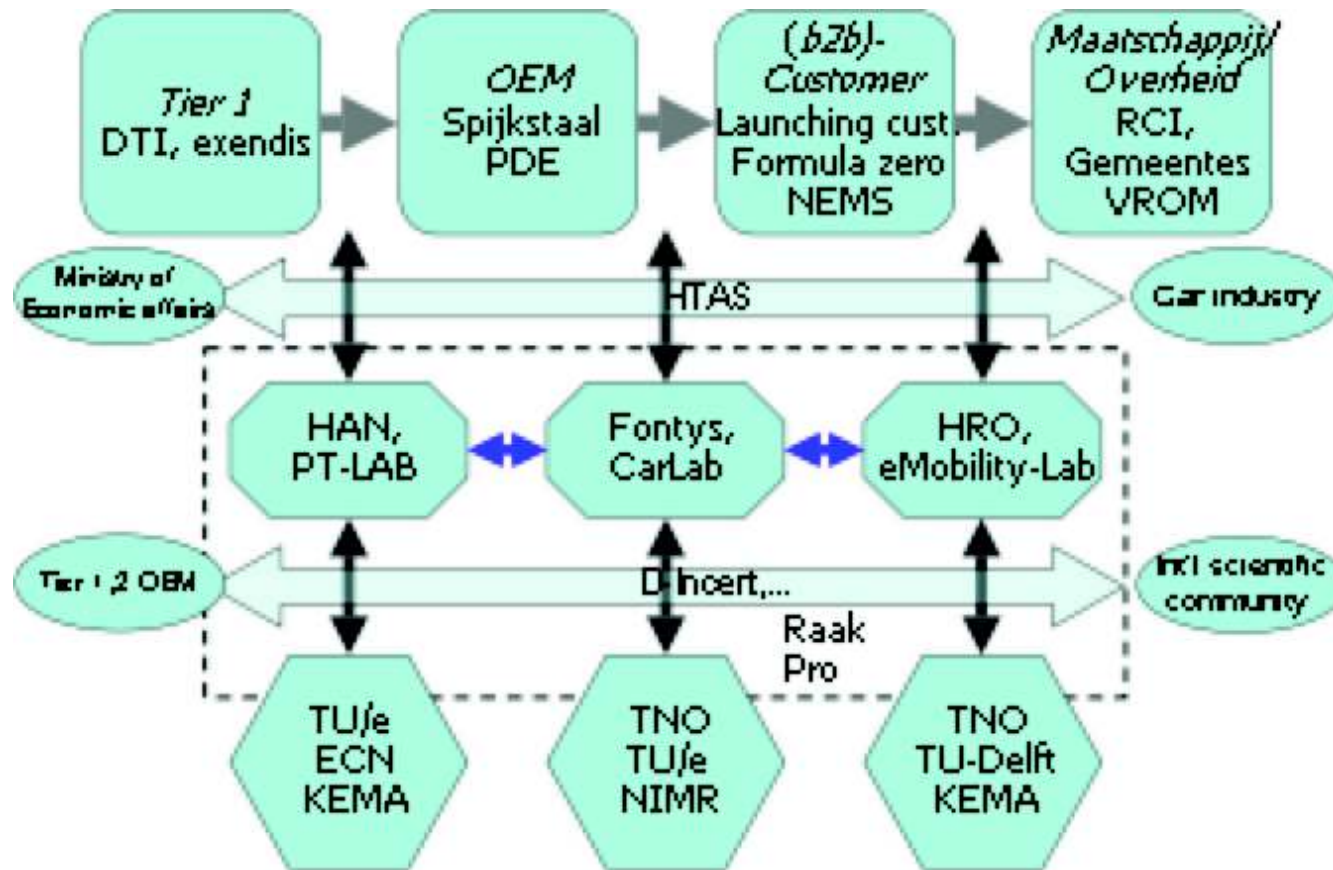 Tier 1
DTI, exendis
OEM
Spijkstaal
PDE
(b2b)-
Customer
Launching cust.
Formula zero
NEMS
Maatschappij/
Overheid
RCI,
Gemeentes
VROM
Ministry of
Economic affairs
HTAS
Car industry
HAN,
PT-LAB
Fontys,
CarLab
HRO,
eMobility-Lab
Tier 1,2 OEM
D-Incert,...
Int'l scientific
community
Raak
Pro
TU/e
ECN
KEMA
TNO
TU/e
NIMR
TNO
TU-Delft
KEMA